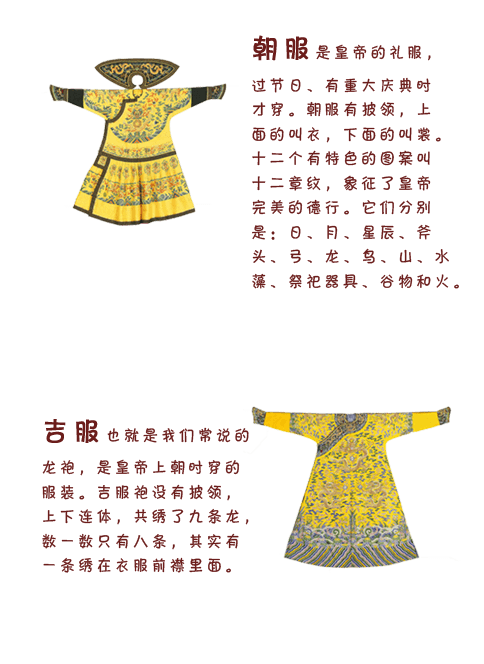 朝服是皇帝的礼服，
过节日、有重大庆典时
才穿。朝服有披领，上
面的叫衣，下面的叫裳。
十二个有特色的图案叫
十二章纹，象征了皇帝
完美的德行。它们分别
是：日、月、星辰、斧
头、弓、龙、鸟、山、水
藻、祭祀器具、谷物和火。
吉服也就是我们常说的
龙袍，是皇帝上朝时穿的
服装。吉服袍没有披领，
上下连体，共绣了九条龙，
数一数只有八条，其实有
一条绣在衣服前襟里面。